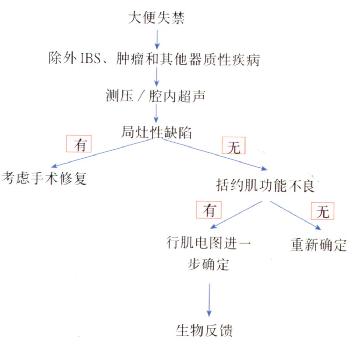 大便失禁
除外IBS、肿瘤和其他器质性疾病
测压/腔内超声
局灶性缺陷
有
无
考虑手术修复
括约肌功能不良
有
无
行肌电图进一
步确定
重新确定
生物反馈